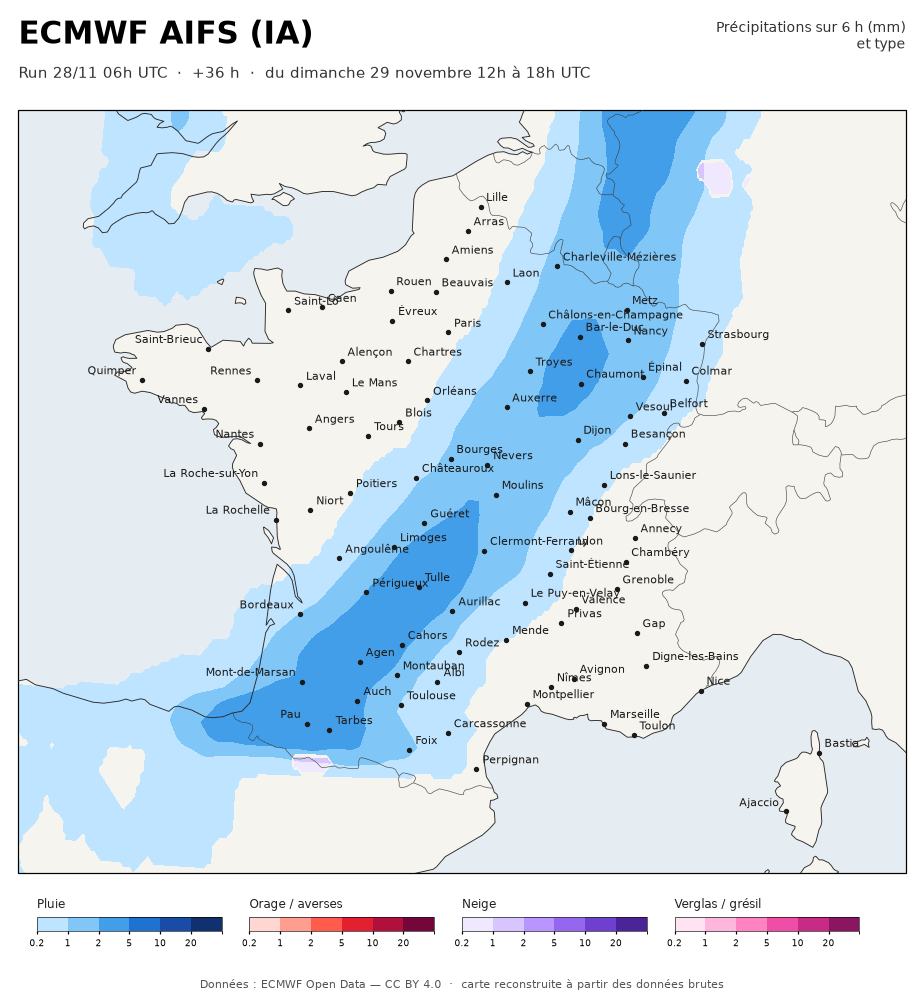 ECMWF AIFS (IA)
Précipitations sur 6 h (mm)
et type
Run 28/11 06h UTC · +36 h · du dimanche 29 novembre 12h à 18h UTC
Lille
Arras
Amiens
Charleville-Mézières
Laon
Rouen
Beauvais
Saint-Lô
Caen
Metz
Évreux
Châlons-en-Champagne
Paris
Bar-le-Duc
Nancy
Strasbourg
Saint-Brieuc
Alençon
Chartres
Troyes
Épinal
Quimper
Rennes
Laval
Le Mans
Chaumont
Colmar
Vannes
Orléans
Auxerre
Belfort
Blois
Vesoul
Angers
Tours
Nantes
Dijon
Besançon
Bourges
Nevers
La Roche-sur-Yon
Châteauroux
Lons-le-Saunier
Poitiers
Moulins
Niort
La Rochelle
Guéret
Mâcon
Bourg-en-Bresse
Limoges
Annecy
Angoulême
Clermont-Ferrand
Lyon
Chambéry
Saint-Étienne
Périgueux
Tulle
Grenoble
Bordeaux
Aurillac
Le Puy-en-Velay
Valence
Privas
Mende
Gap
Cahors
Rodez
Agen
Digne-les-Bains
Mont-de-Marsan
Montauban
Albi
Avignon
Nîmes
Nice
Auch
Toulouse
Montpellier
Pau
Tarbes
Carcassonne
Marseille
Toulon
Foix
Bastia
Perpignan
Ajaccio
Pluie
Orage / averses
Neige
Verglas / grésil
0.2 1 2 5 10 20
0.2 1 2 5 10 20
0.2 1 2 5 10 20
0.2 1 2 5 10 20
Données : ECMWF Open Data — CC BY 4.0 · carte reconstruite à partir des données brutes